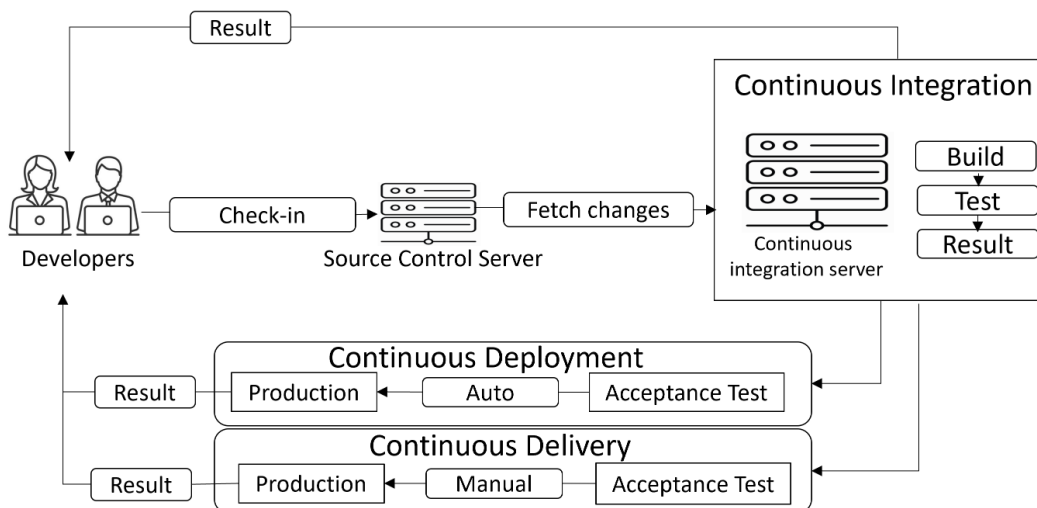 Result
Continuous Integration
Build
Test
Result
Check-in
Fetch changes
Developers
Source Control Server
Continuous
integration server
Continuous Deployment
Result
Production
Auto
Acceptance Test
Continuous Delivery
Result
Production
Manual
Acceptance Test